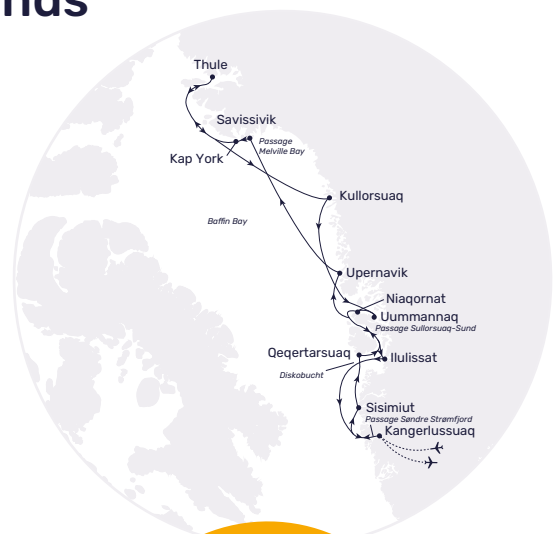 nds
Thule
Savissivik
Passage
Melville Bay
Kap York
Kullorsuaq
Baffin Bay
Upernavik
Niaqornat
Uummannaq
Passage Sullorsuaq-Sund
Qeqertarsuaq
Ilulissat
Diskobucht
Sisimiut
Passage Søndre Strømfjord
Kangerlussuaq